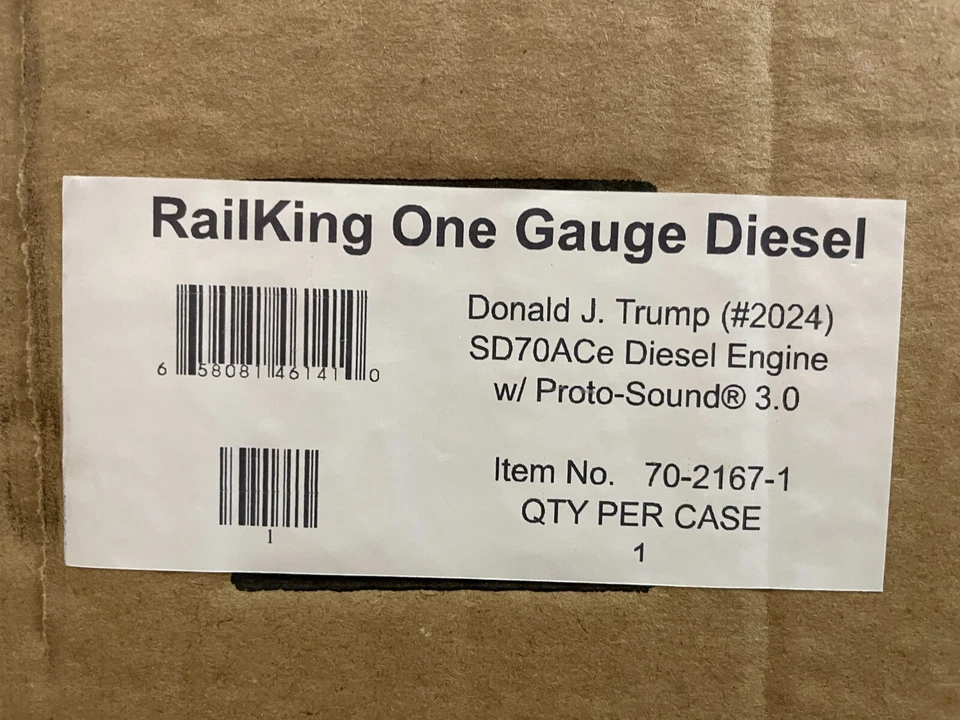 RailKing One Gauge Diesel
6 58081 46141 0
Donald J. Trump (#2024)
SD70ACe Diesel Engine
w/ Proto-Sound® 3.0
1
Item No. 70-2167-1
QTY PER CASE
1